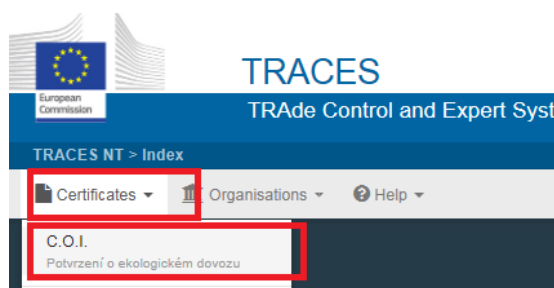 TRACES
European
Commission
TRAde Control and Expert Syst
TRACES NT > Index
Certificates
Organisations
Help
C.O.I.
Potvrzení o ekologickém dovozu